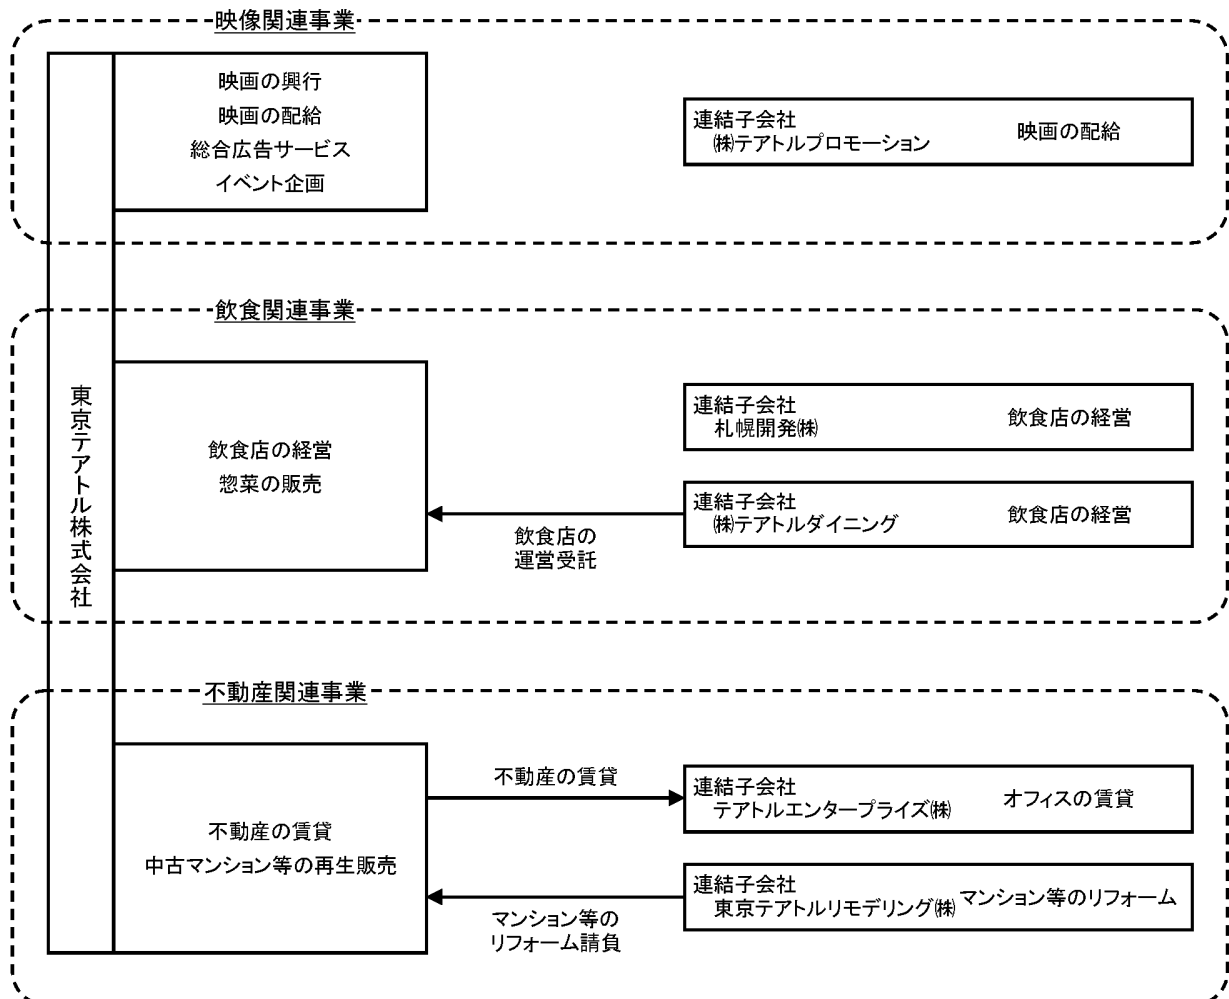 映像関連事業
映画の興行
映画の配給
総合広告サービス
イベント企画
連結子会社
㈱テアトルプロモーション
映画の配給
東京テアトル株式会社
飲食関連事業
飲食店の経営
惣菜の販売
連結子会社
札幌開発㈱
飲食店の経営
連結子会社
㈱テアトルダイニング
飲食店の経営
飲食店の
運営受託
不動産関連事業
不動産の賃貸
中古マンション等の再生販売
不動産の賃貸
連結子会社
テアトルエンタープライズ㈱
オフィスの賃貸
連結子会社
東京テアトルリモデリング㈱
マンション等のリフォーム
マンション等の
リフォーム請負